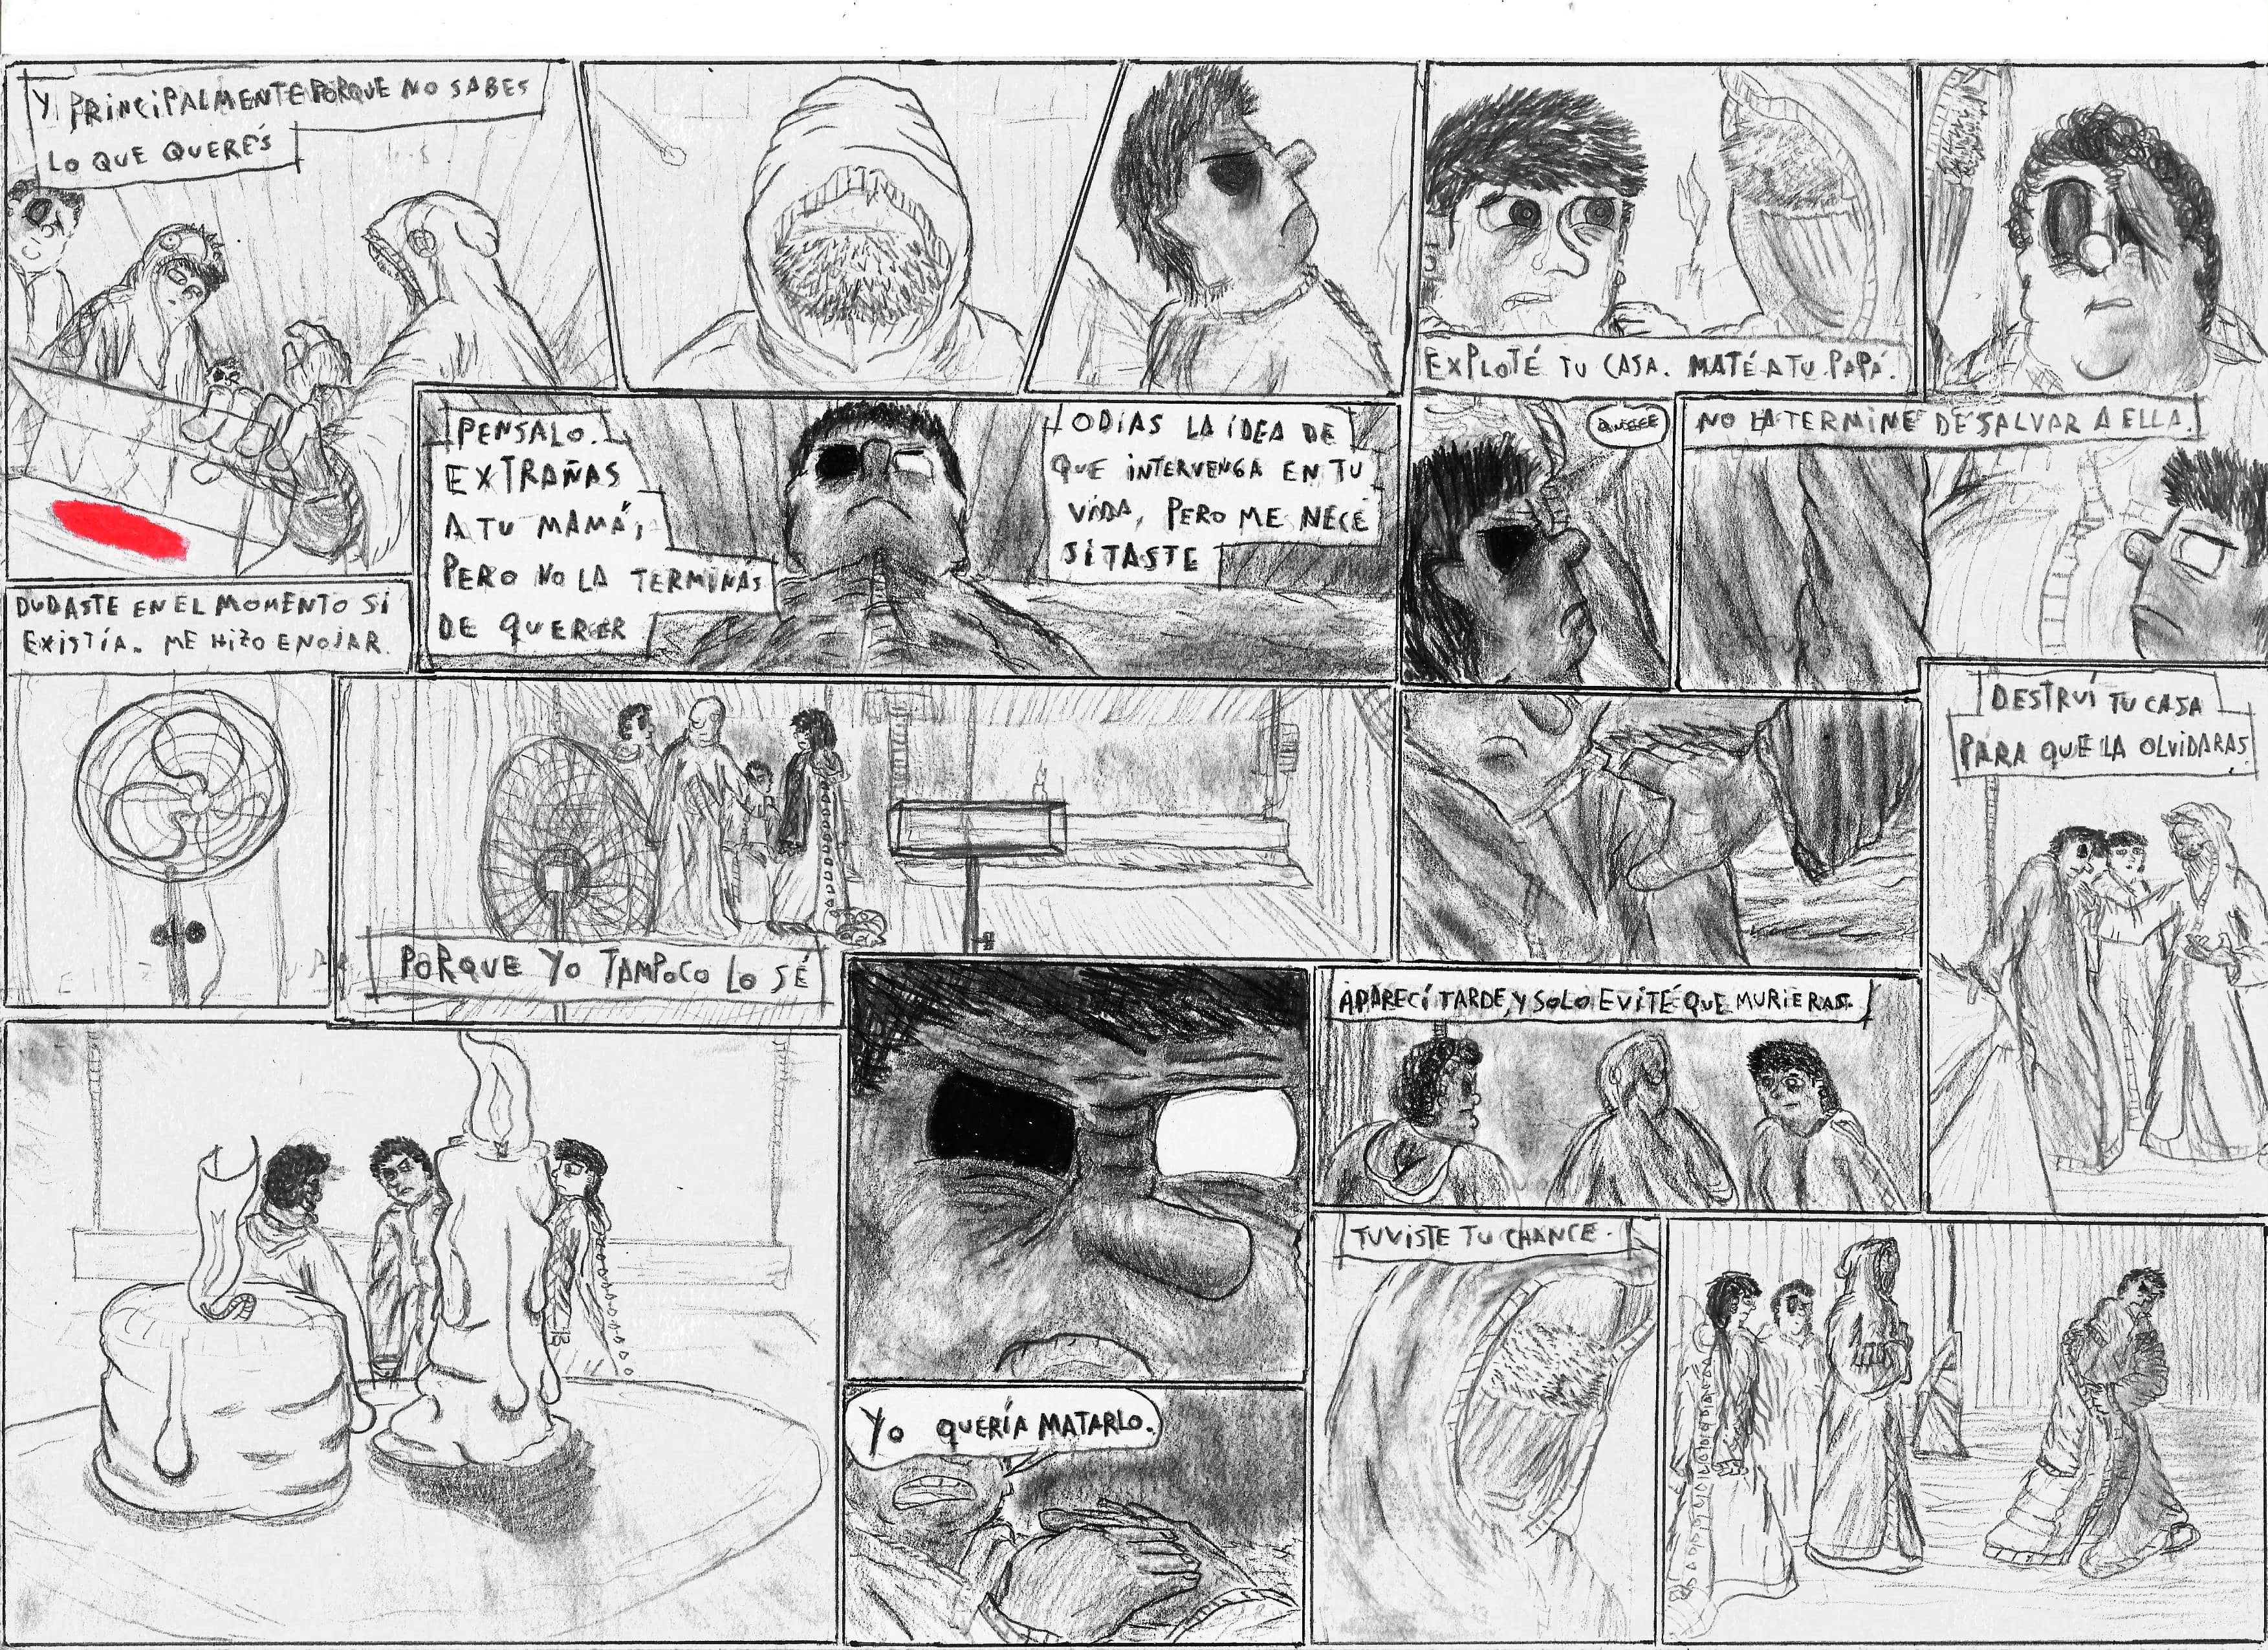 Y PRINCIPALMENTE PORQUE NO SABES
LO QUE QUERÉS
EXPLOTÉ TU CASA. MATÉ A TU PAPÁ.
PENSALO.
EXTRAÑAS
A TU MAMÁ,
PERO NO LA TERMINAS
DE QUERER
ODIAS LA IDEA DE
QUE INTERVENGA EN TU
VIDA, PERO ME NECE
SITASTE
NO LA TERMINE DE SALVAR A ELLA.
DUDASTE EN EL MOMENTO SI
EXISTÍA. ME HIZO ENOJAR.
PORQUE YO TAMPOCO LO SÉ
DESTRUÍ TU CASA
PARA QUE LA OLVIDARAS
APARECÍ TARDE, Y SOLO EVITÉ QUE MURIERAS.
YO QUERÍA MATARLO.
TUVISTE TU CHANCE.